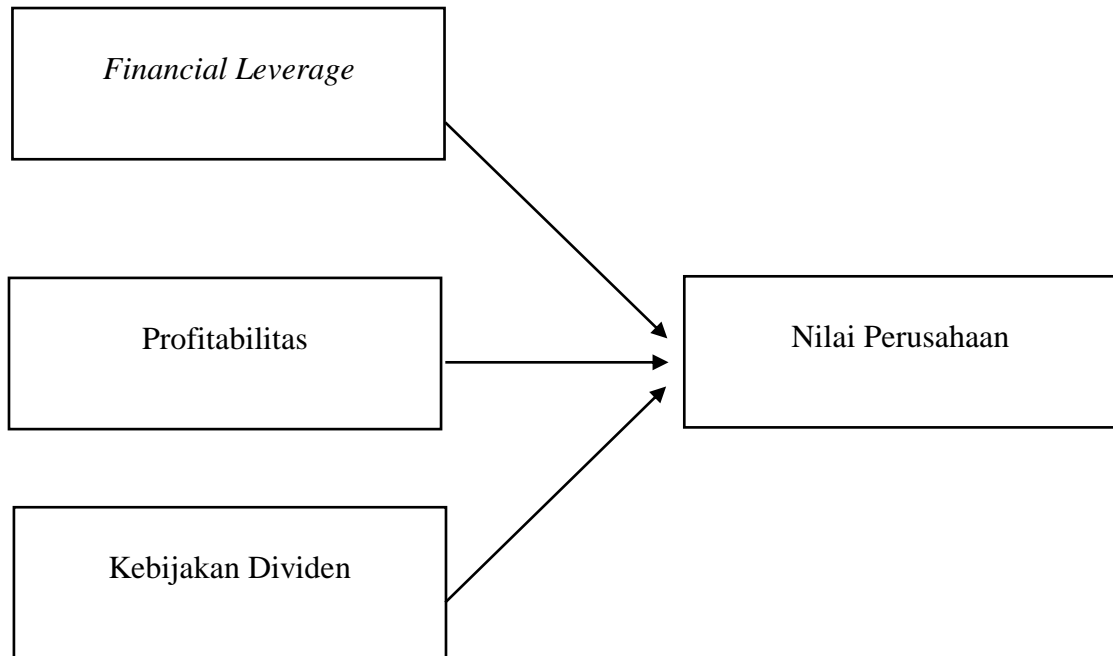 Financial Leverage
Profitabilitas
Nilai Perusahaan
Kebijakan Dividen